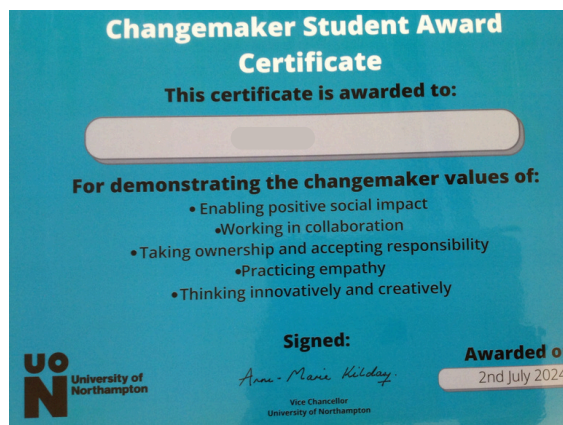 Changemaker Student Award
Certificate
This certificate is awarded to:
For demonstrating the changemaker values of:
• Enabling positive social impact
•Working in collaboration
• Taking ownership and accepting responsibility
•Practicing empathy
• Thinking innovatively and creatively
Signed:
Anne-Marie Kilday.
Vice Chancellor
University of Northampton
UON
University of
Northampton
Awarded o
2nd July 2024